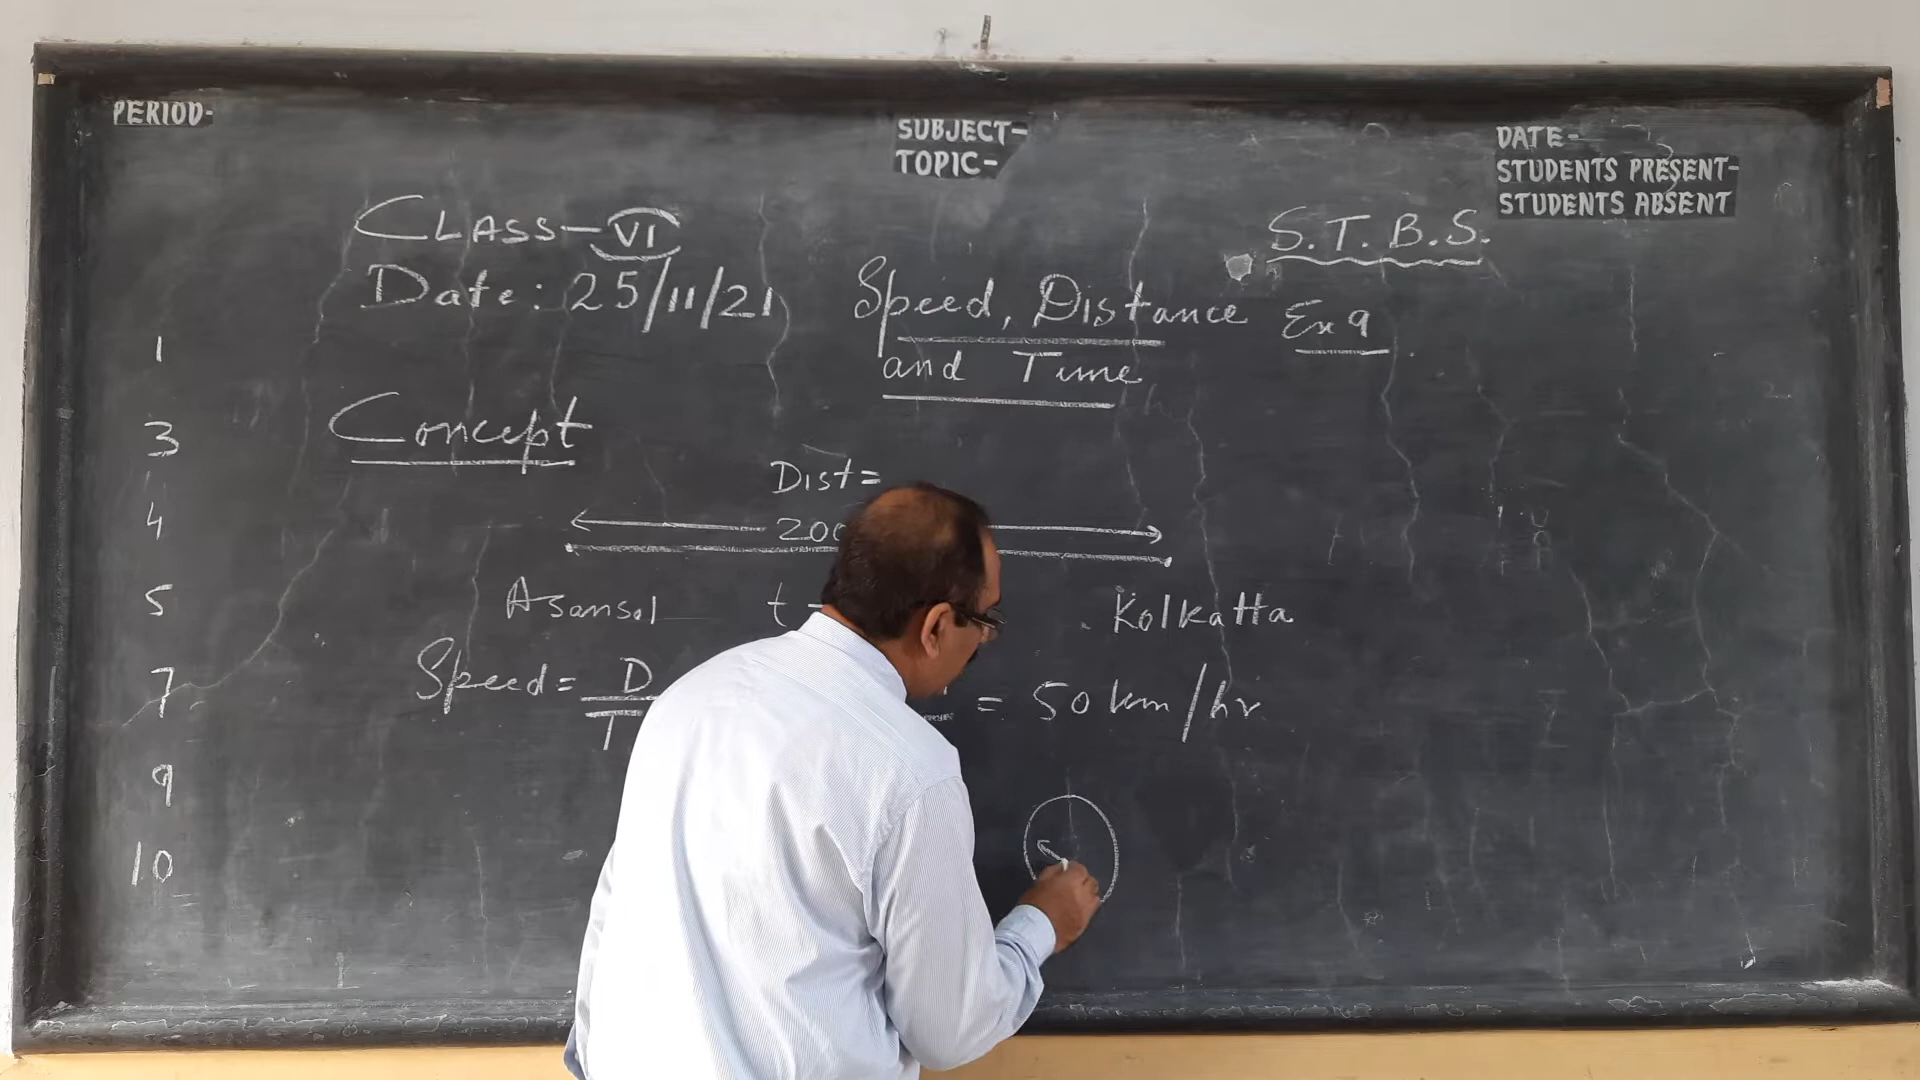 PERIOD-
SUBJECT-
TOPIC-
DATE-
STUDENTS PRESENT-
STUDENTS ABSENT
CLASS-VI
S.T.B.S.
Date: 25/11/21
Speed, Distance Ex 9
and Time
1
3
4
5
7
9
10
Concept
Dist=
200
Asansol t Kolkatta
Speed = D/T = 50 km/hr